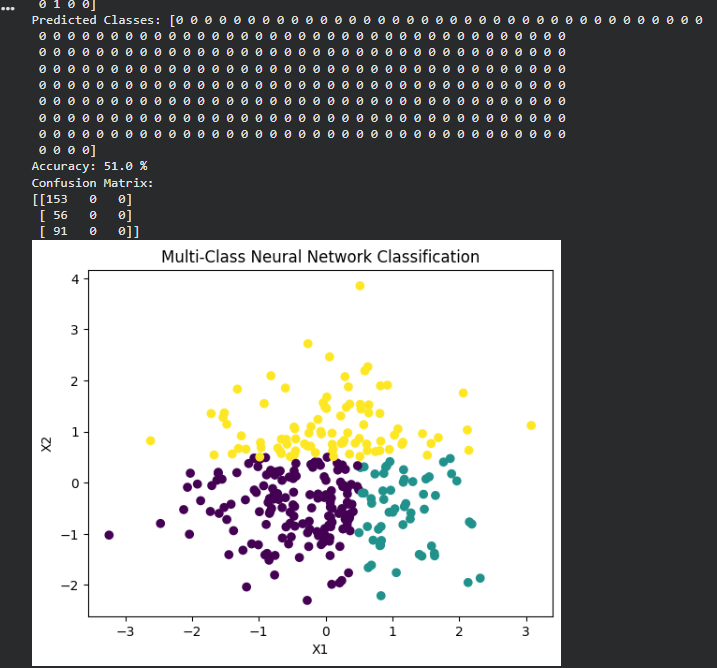 0 1 0 0]
Predicted Classes: [0 0 0 0 0 0 0 0 0 0 0 0 0 0 0 0 0 0 0 0 0 0 0 0 0 0 0 0 0 0 0 0 0 0 0 0 0
0 0 0 0 0 0 0 0 0 0 0 0 0 0 0 0 0 0 0 0 0 0 0 0 0 0 0 0 0 0 0 0 0 0 0 0 0
0 0 0 0 0 0 0 0 0 0 0 0 0 0 0 0 0 0 0 0 0 0 0 0 0 0 0 0 0 0 0 0 0 0 0 0 0
0 0 0 0 0 0 0 0 0 0 0 0 0 0 0 0 0 0 0 0 0 0 0 0 0 0 0 0 0 0 0 0 0 0 0 0 0
0 0 0 0 0 0 0 0 0 0 0 0 0 0 0 0 0 0 0 0 0 0 0 0 0 0 0 0 0 0 0 0 0 0 0 0 0
0 0 0 0 0 0 0 0 0 0 0 0 0 0 0 0 0 0 0 0 0 0 0 0 0 0 0 0 0 0 0 0 0 0 0 0 0
0 0 0 0 0 0 0 0 0 0 0 0 0 0 0 0 0 0 0 0 0 0 0 0 0 0 0 0 0 0 0 0 0 0 0 0 0
0 0 0 0 0 0 0 0 0 0 0 0 0 0 0 0 0 0 0 0 0 0 0 0 0 0 0 0 0 0 0 0 0 0 0 0 0
0 0 0 0]
Accuracy: 51.0 %
Confusion Matrix:
[[153   0   0]
[ 56   0   0]
[ 91   0   0]]
Multi-Class Neural Network Classification
4
3
2
1
0
−1
−2
X2
−3 −2 −1 0 1 2 3
X1